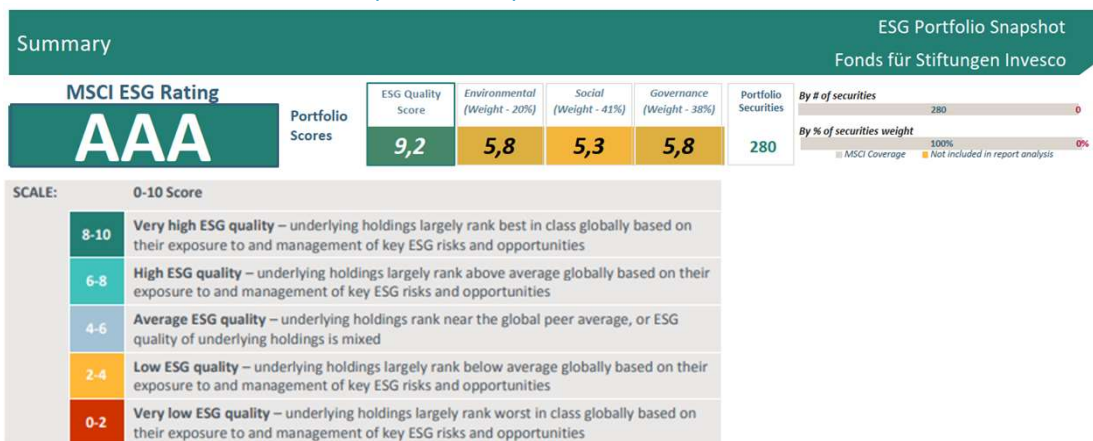 Summary
ESG Portfolio Snapshot
Fonds für Stiftungen Invesco
MSCI ESG Rating
AAA
Portfolio
Scores
ESG Quality
Score
9,2
Environmental
(Weight - 20%)
5,8
Social
(Weight - 41%)
5,3
Governance
(Weight - 38%)
5,8
Portfolio
Securities
280
By # of securities
280 0
By % of securities weight
100% 0%
MSCI Coverage Not included in report analysis
SCALE: 0-10 Score
8-10 Very high ESG quality – underlying holdings largely rank best in class globally based on
their exposure to and management of key ESG risks and opportunities
6-8 High ESG quality – underlying holdings largely rank above average globally based on their
exposure to and management of key ESG risks and opportunities
4-6 Average ESG quality – underlying holdings rank near the global peer average, or ESG
quality of underlying holdings is mixed
2-4 Low ESG quality – underlying holdings largely rank below average globally based on their
exposure to and management of key ESG risks and opportunities
0-2 Very low ESG quality – underlying holdings largely rank worst in class globally based on
their exposure to and management of key ESG risks and opportunities